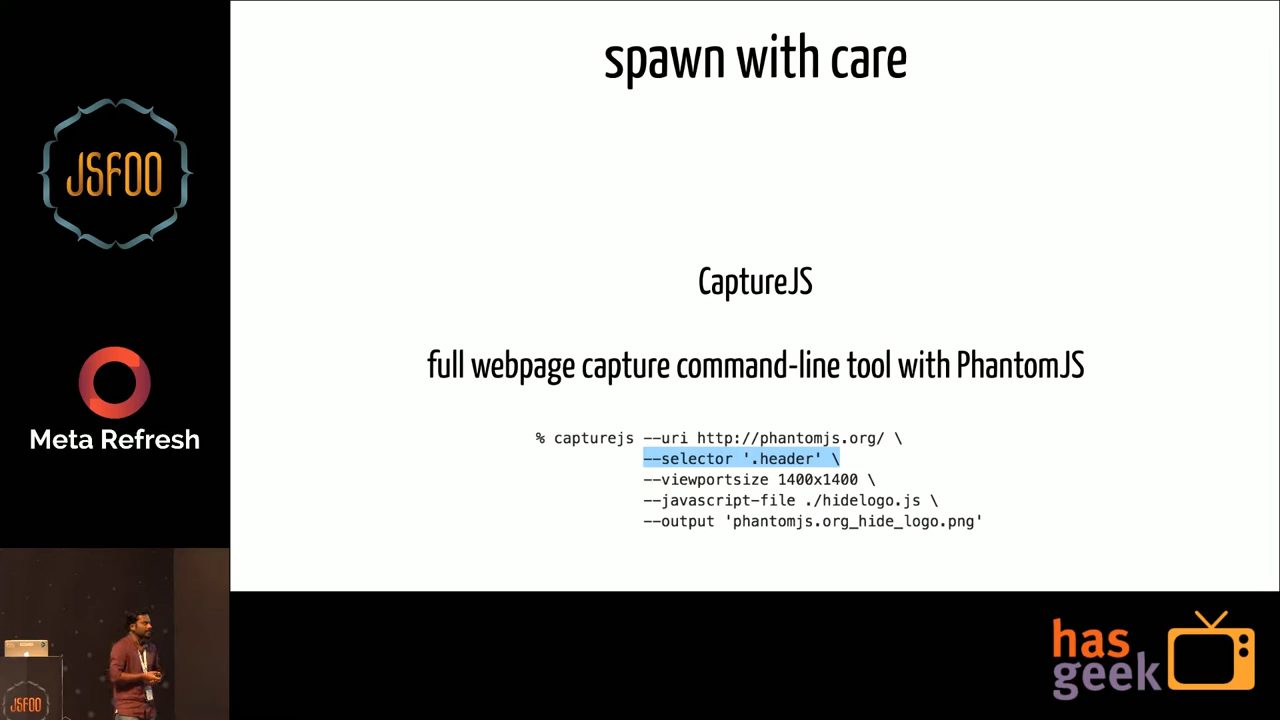 spawn with care
JSFOO
CaptureJS
full webpage capture command-line tool with PhantomJS
% capturejs --uri http://phantomjs.org/ \
--selector '.header' \
--viewportsize 1400x1400 \
--javascript-file ./hidelogo.js \
--output 'phantomjs.org_hide_logo.png'
Meta Refresh
JSFOO
has
geek